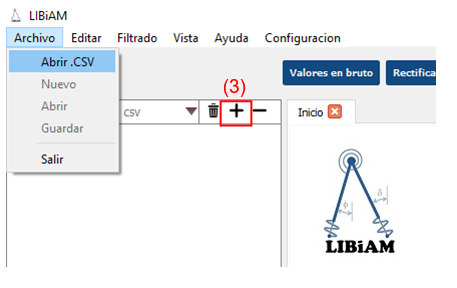 LIBiAM
Archivo Editar Filtrado Vista Ayuda Configuracion
Abrir .CSV
Nuevo
Abrir
Guardar
Salir
Valores en bruto Rectifica
(3)
csv
Inicio
ϕ δ
LIBiAM